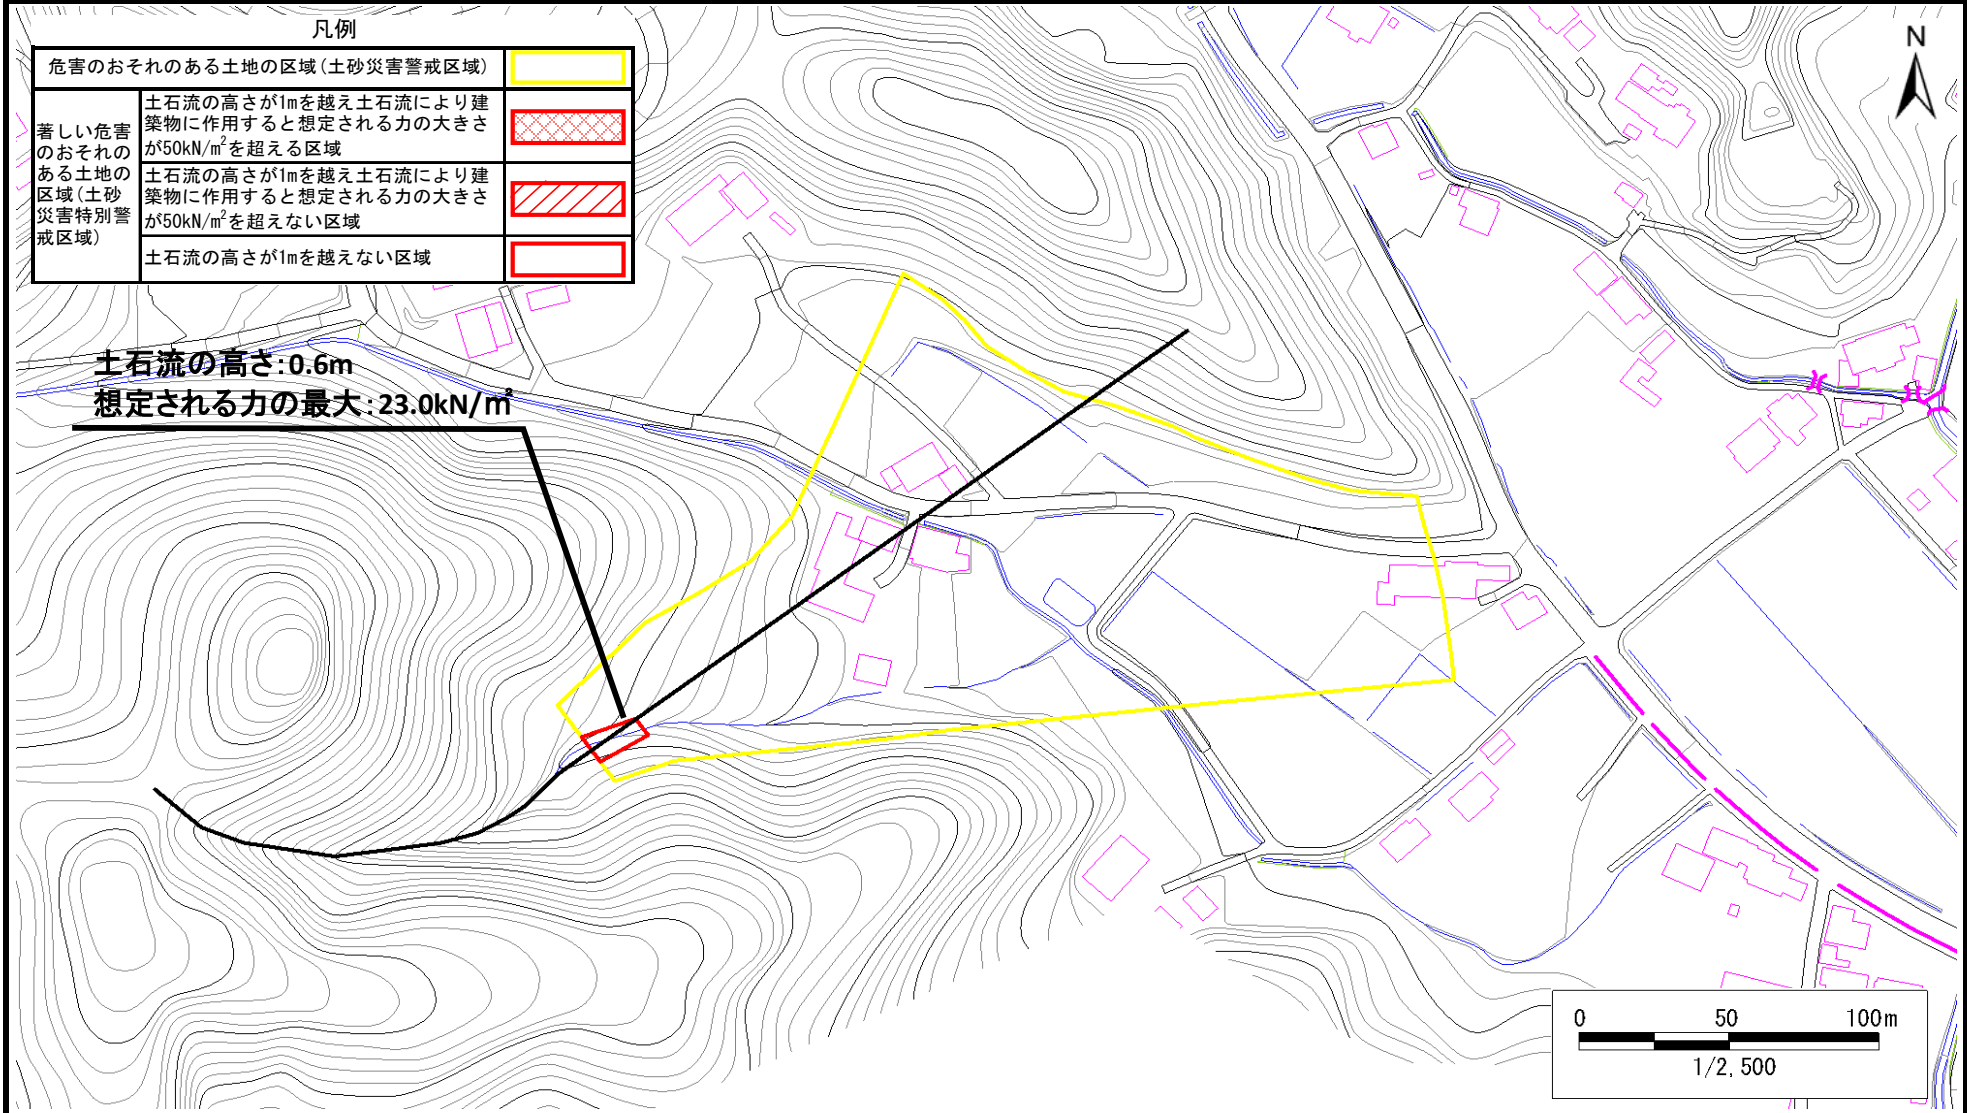 凡例
危害のおそれのある土地の区域(土砂災害警戒区域)
著しい危害
のおそれの
ある土地の
区域(土砂
災害特別警
戒区域)
土石流の高さが1mを越え土石流により建
築物に作用すると想定される力の大きさ
が50kN/m²を超える区域
土石流の高さが1mを越え土石流により建
築物に作用すると想定される力の大きさ
が50kN/m²を超えない区域
土石流の高さが1mを越えない区域
N
土石流の高さ:0.6m
想定される力の最大:23.0kN/㎡
0 50 100m
1/2,500